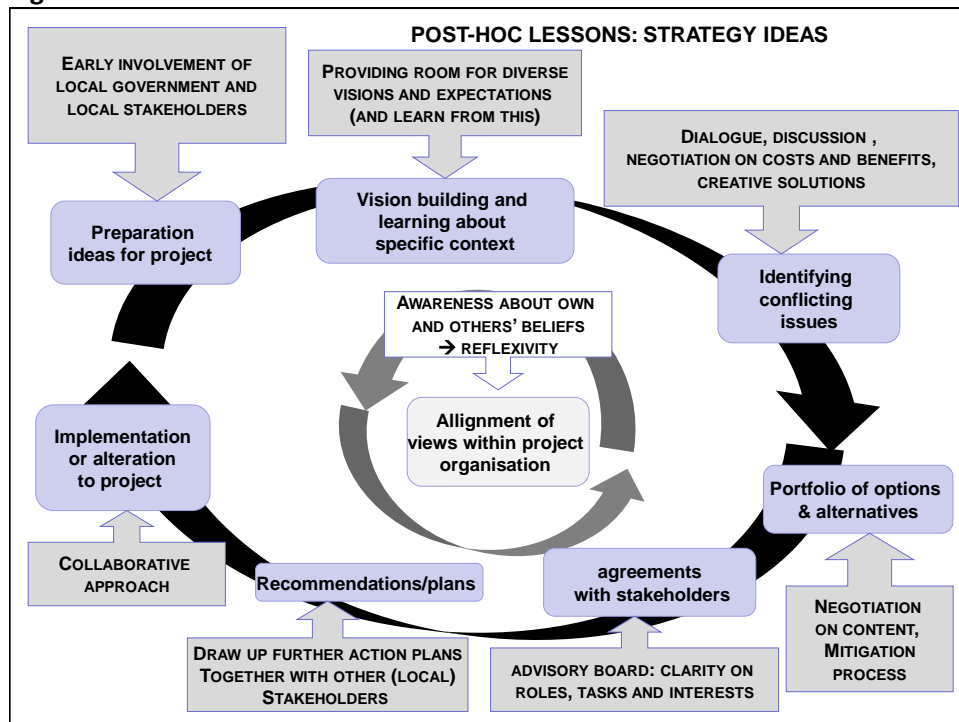 POST-HOC LESSONS: STRATEGY IDEAS
EARLY INVOLVEMENT OF
LOCAL GOVERNMENT AND
LOCAL STAKEHOLDERS
PROVIDING ROOM FOR DIVERSE
VISIONS AND EXPECTATIONS
(AND LEARN FROM THIS)
DIALOGUE, DISCUSSION ,
NEGOTIATION ON COSTS AND BENEFITS,
CREATIVE SOLUTIONS
Preparation
ideas for project
Vision building and
learning about
specific context
Identifying
conflicting
issues
AWARENESS ABOUT OWN
AND OTHERS' BELIEFS
→ REFLEXIVITY
Allignment of
views within project
organisation
Implementation
or alteration
to project
Portfolio of options
& alternatives
COLLABORATIVE
APPROACH
Recommendations/plans
agreements
with stakeholders
NEGOTIATION
ON CONTENT,
MITIGATION
PROCESS
DRAW UP FURTHER ACTION PLANS
TOGETHER WITH OTHER (LOCAL)
STAKEHOLDERS
ADVISORY BOARD: CLARITY ON
ROLES, TASKS AND INTERESTS